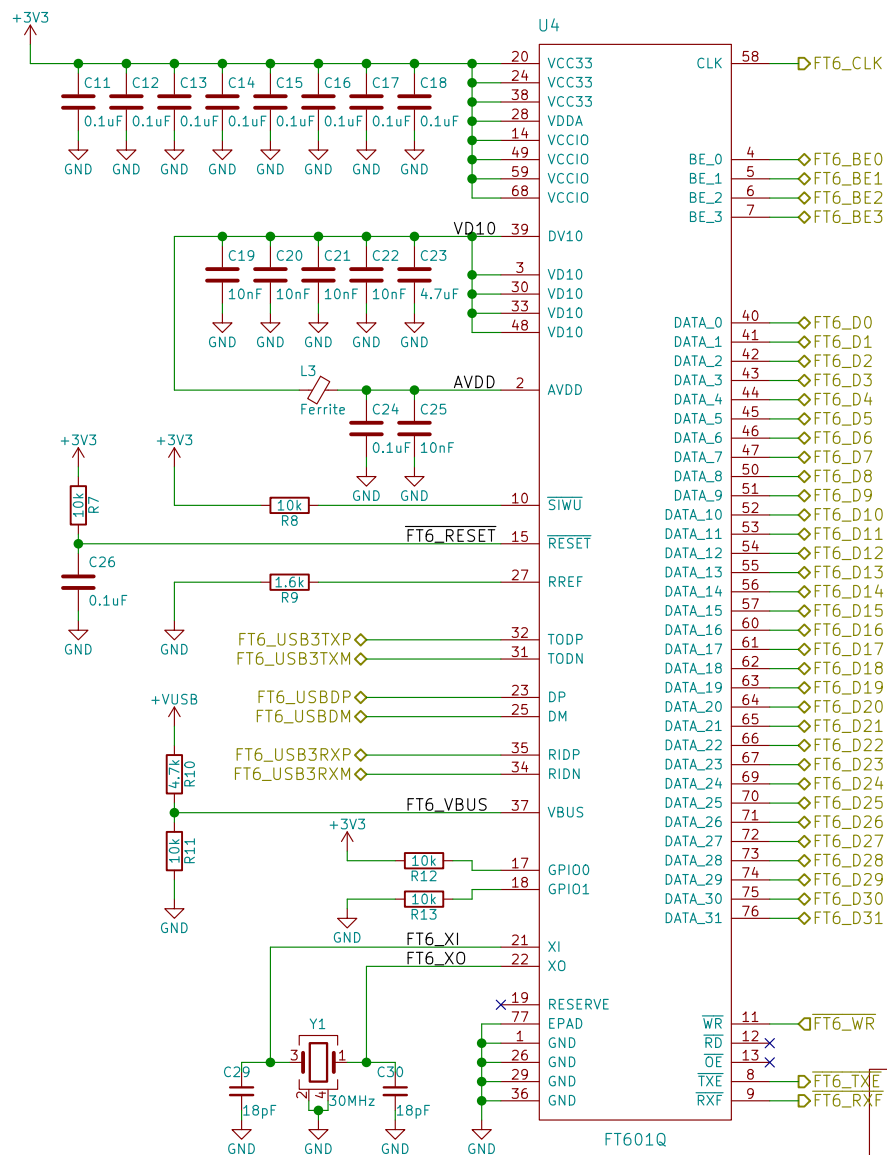 +3V3
U4
20 VCC33 CLK 58 FT6_CLK
C11 C12 C13 C14 C15 C16 C17 C18
24 VCC33
38 VCC33
0.1uF 0.1uF 0.1uF 0.1uF 0.1uF 0.1uF 0.1uF 0.1uF
28 VDDA
14 VCCIO
49 VCCIO BE_0 4 FT6_BE0
GND GND GND GND GND GND GND GND
59 VCCIO BE_1 5 FT6_BE1
68 VCCIO BE_2 6 FT6_BE2
BE_3 7 FT6_BE3
VD10 39 DV10
C19 C20 C21 C22 C23
3 VD10
10nF 10nF 10nF 10nF 4.7uF
30 VD10
33 VD10 DATA_0 40 FT6_D0
48 VD10 DATA_1 41 FT6_D1
GND GND GND GND GND
DATA_2 42 FT6_D2
L3
DATA_3 43 FT6_D3
AVDD 2 AVDD
DATA_4 44 FT6_D4
Ferrite
C24 C25
DATA_5 45 FT6_D5
+3V3 +3V3
DATA_6 46 FT6_D6
0.1uF 10nF
DATA_7 47 FT6_D7
DATA_8 50 FT6_D8
GND GND
DATA_9 51 FT6_D9
10k R7
10k
R8
10 SIWU
DATA_10 52 FT6_D10
DATA_11 53 FT6_D11
FT6_RESET 15 RESET
DATA_12 54 FT6_D12
C26
DATA_13 55 FT6_D13
1.6k
R9
27 RREF
DATA_14 56 FT6_D14
0.1uF
DATA_15 57 FT6_D15
GND GND
DATA_16 60 FT6_D16
FT6_USB3TXP 32 TODP
DATA_17 61 FT6_D17
FT6_USB3TXM 31 TODN
DATA_18 62 FT6_D18
DATA_19 63 FT6_D19
+VUSB
FT6_USBDP 23 DP
DATA_20 64 FT6_D20
FT6_USBDM 25 DM
DATA_21 65 FT6_D21
DATA_22 66 FT6_D22
FT6_USB3RXP 35 RIDP
DATA_23 67 FT6_D23
FT6_USB3RXM 34 RIDN
4.7k R10
DATA_24 69 FT6_D24
DATA_25 70 FT6_D25
FT6_VBUS 37 VBUS
DATA_26 71 FT6_D26
+3V3
DATA_27 72 FT6_D27
10k R11
DATA_28 73 FT6_D28
10k
R12
17 GPIO0
DATA_29 74 FT6_D29
18 GPIO1
DATA_30 75 FT6_D30
10k
R13
DATA_31 76 FT6_D31
GND GND
FT6_XI 21 XI
FT6_XO 22 XO
19 RESERVE
Y1
77 EPAD WR 11 FT6_WR
1 GND RD 12
3 1
26 GND OE 13
C29 C30
29 GND TXE 8 FT6_TXE
2 4
30MHz
36 GND RXF 9 FT6_RXF
18pF 18pF
GND GND GND GND
FT601Q